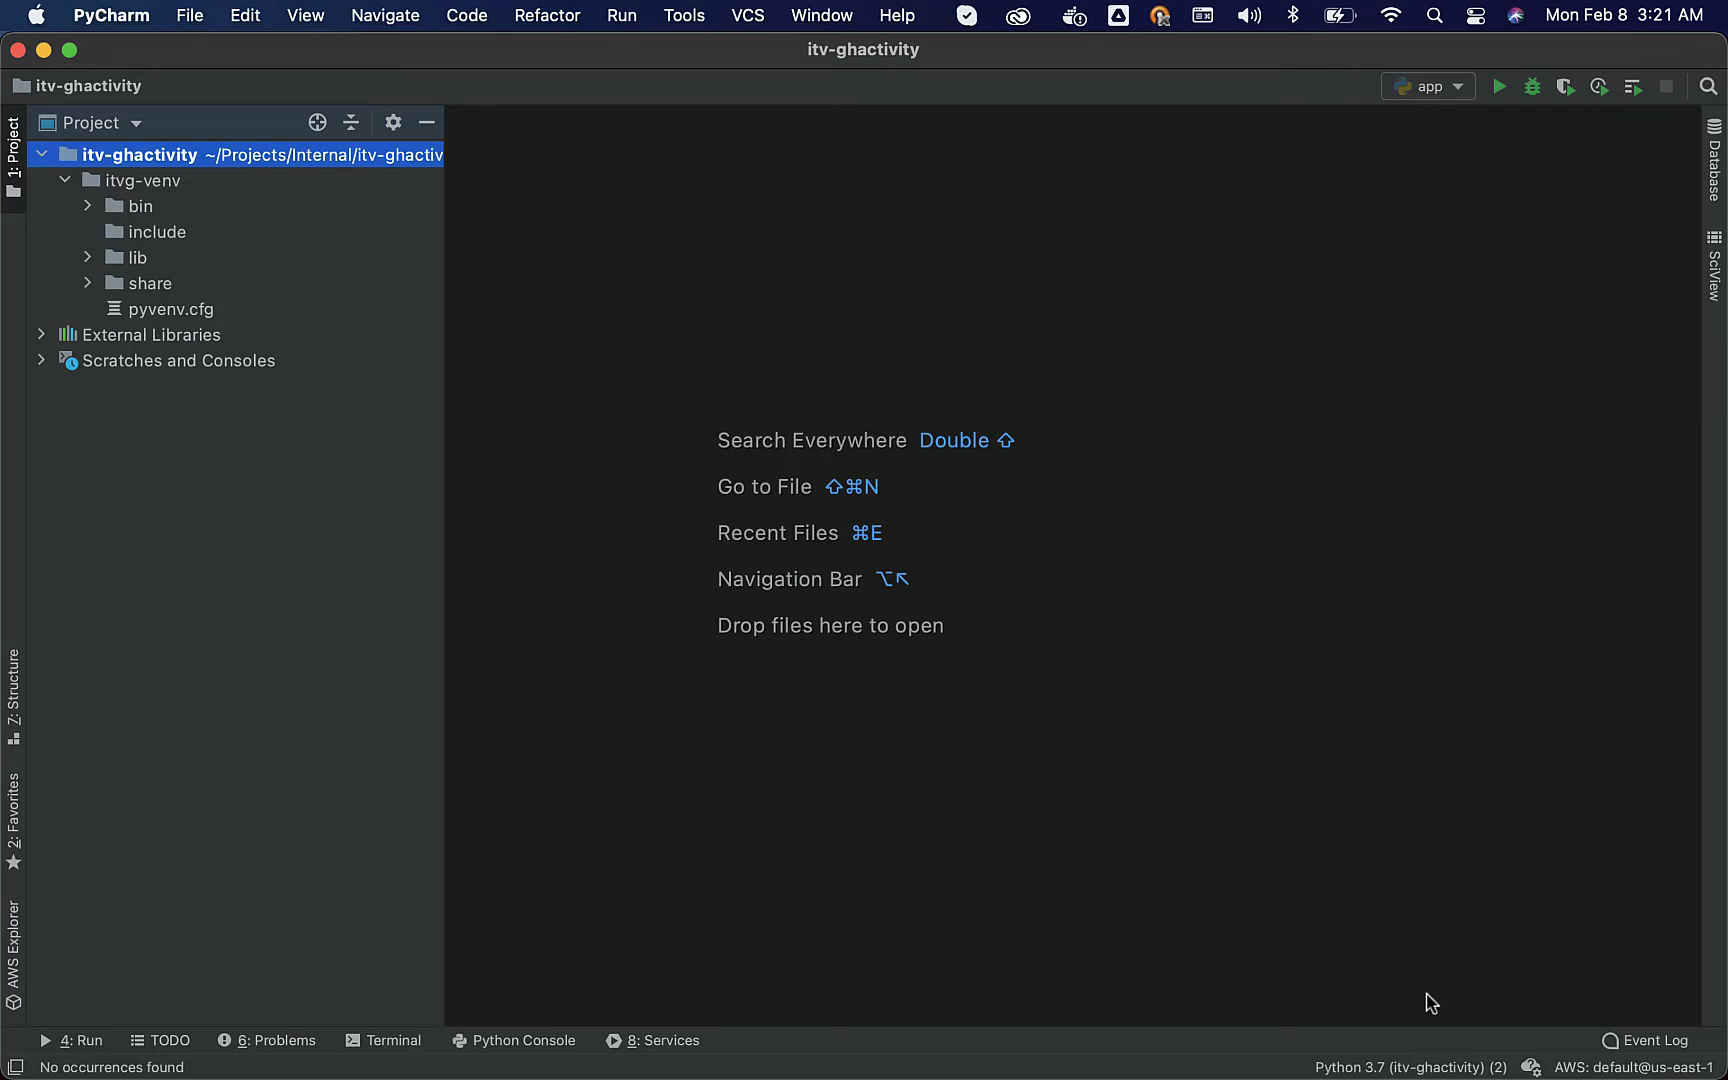 PyCharm File Edit View Navigate Code Refactor Run Tools VCS Window Help Mon Feb 8 3:21 AM
itv-ghactivity
itv-ghactivity app
1: Project
Project
itv-ghactivity ~/Projects/Internal/itv-ghactiv
itvg-venv
bin
include
lib
share
pyvenv.cfg
External Libraries
Scratches and Consoles
Search Everywhere Double ⇧
Go to File ⇧⌘N
Recent Files ⌘E
Navigation Bar ⌥↖
Drop files here to open
Database
SciView
7: Structure
2: Favorites
AWS Explorer
4: Run TODO 6: Problems Terminal Python Console 8: Services Event Log
No occurrences found Python 3.7 (itv-ghactivity) (2) AWS: default@us-east-1